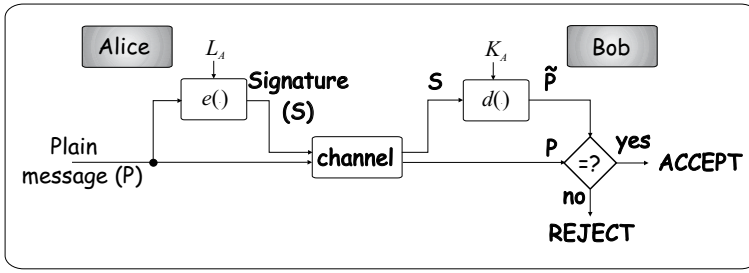 Alice
Bob
L_A
K_A
e()
Signature
(S)
S
d()
P̃
Plain
message (P)
channel
P
=?
yes
ACCEPT
no
REJECT